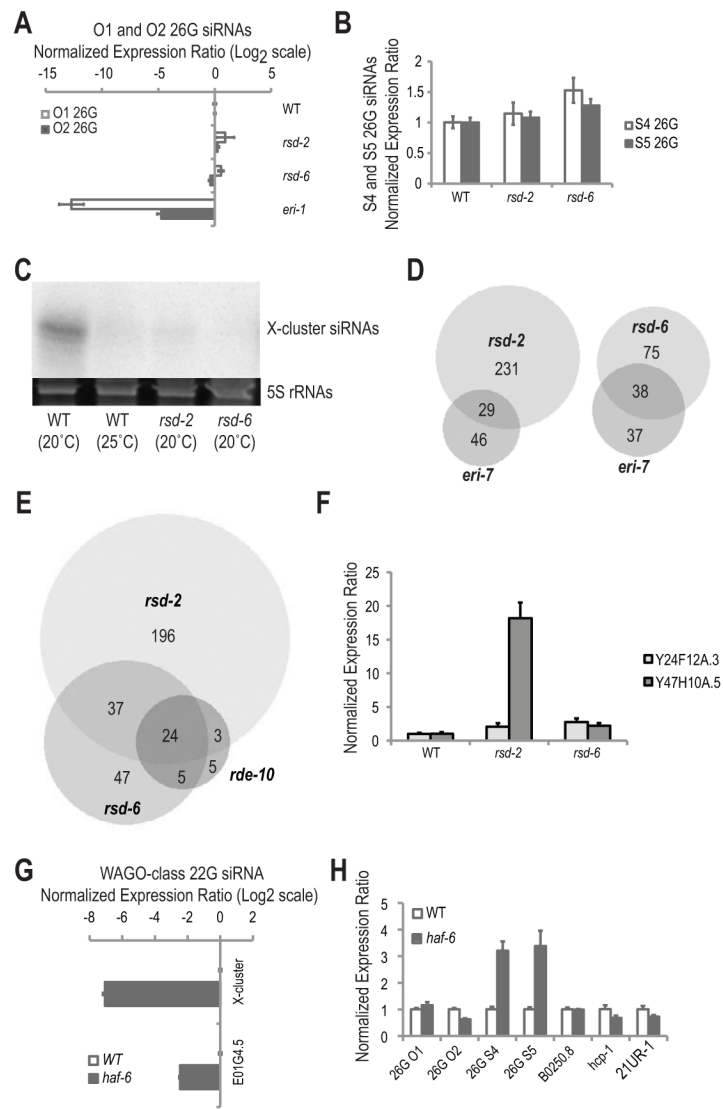 A
O1 and O2 26G siRNAs
Normalized Expression Ratio (Log2 scale)
-15 -10 -5 0 5
O1 26G
O2 26G
WT
rsd-2
rsd-6
eri-1
B
S4 and S5 26G siRNAs
Normalized Expression Ratio
2
1.5
1
0.5
0
S4 26G
S5 26G
WT rsd-2 rsd-6
C
X-cluster siRNAs
5S rRNAs
WT WT rsd-2 rsd-6
(20˚C) (25˚C) (20˚C) (20˚C)
D
rsd-2
231
29
46
eri-7
rsd-6
75
38
37
eri-7
E
rsd-2
196
37
24
3
47
5
5
rde-10
rsd-6
F
Normalized Expression Ratio
25
20
15
10
5
0
Y24F12A.3
Y47H10A.5
WT rsd-2 rsd-6
G
WAGO-class 22G siRNA
Normalized Expression Ratio (Log2 scale)
-8 -6 -4 -2 0 2
X-cluster
E01G4.5
WT
haf-6
H
Normalized Expression Ratio
5
4
3
2
1
0
WT
haf-6
26G O1
26G O2
26G S4
26G S5
B0250.8
hcp-1
21UR-1